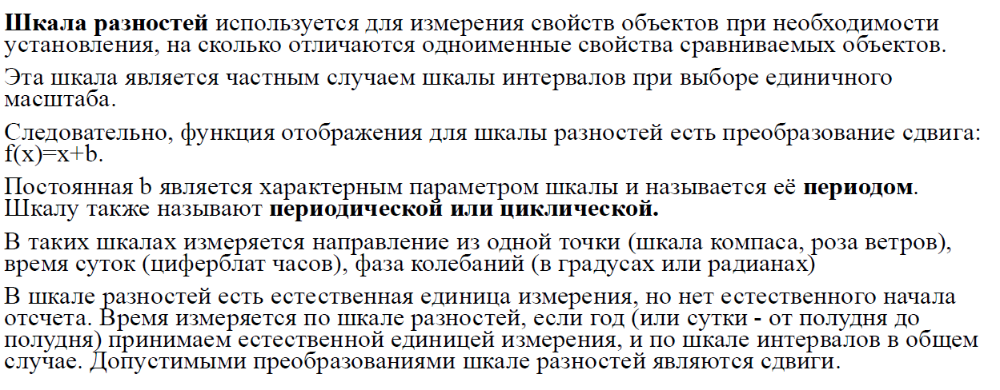 Шкала разностей используется для измерения свойств объектов при необходимости
установления, на сколько отличаются одноименные свойства сравниваемых объектов.
Эта шкала является частным случаем шкалы интервалов при выборе единичного
масштаба.
Следовательно, функция отображения для шкалы разностей есть преобразование сдвига:
f(x)=x+b.
Постоянная b является характерным параметром шкалы и называется её периодом.
Шкалу также называют периодической или циклической.
В таких шкалах измеряется направление из одной точки (шкала компаса, роза ветров),
время суток (циферблат часов), фаза колебаний (в градусах или радианах)
В шкале разностей есть естественная единица измерения, но нет естественного начала
отсчета. Время измеряется по шкале разностей, если год (или сутки - от полудня до
полудня) принимаем естественной единицей измерения, и по шкале интервалов в общем
случае. Допустимыми преобразованиями шкале разностей являются сдвиги.